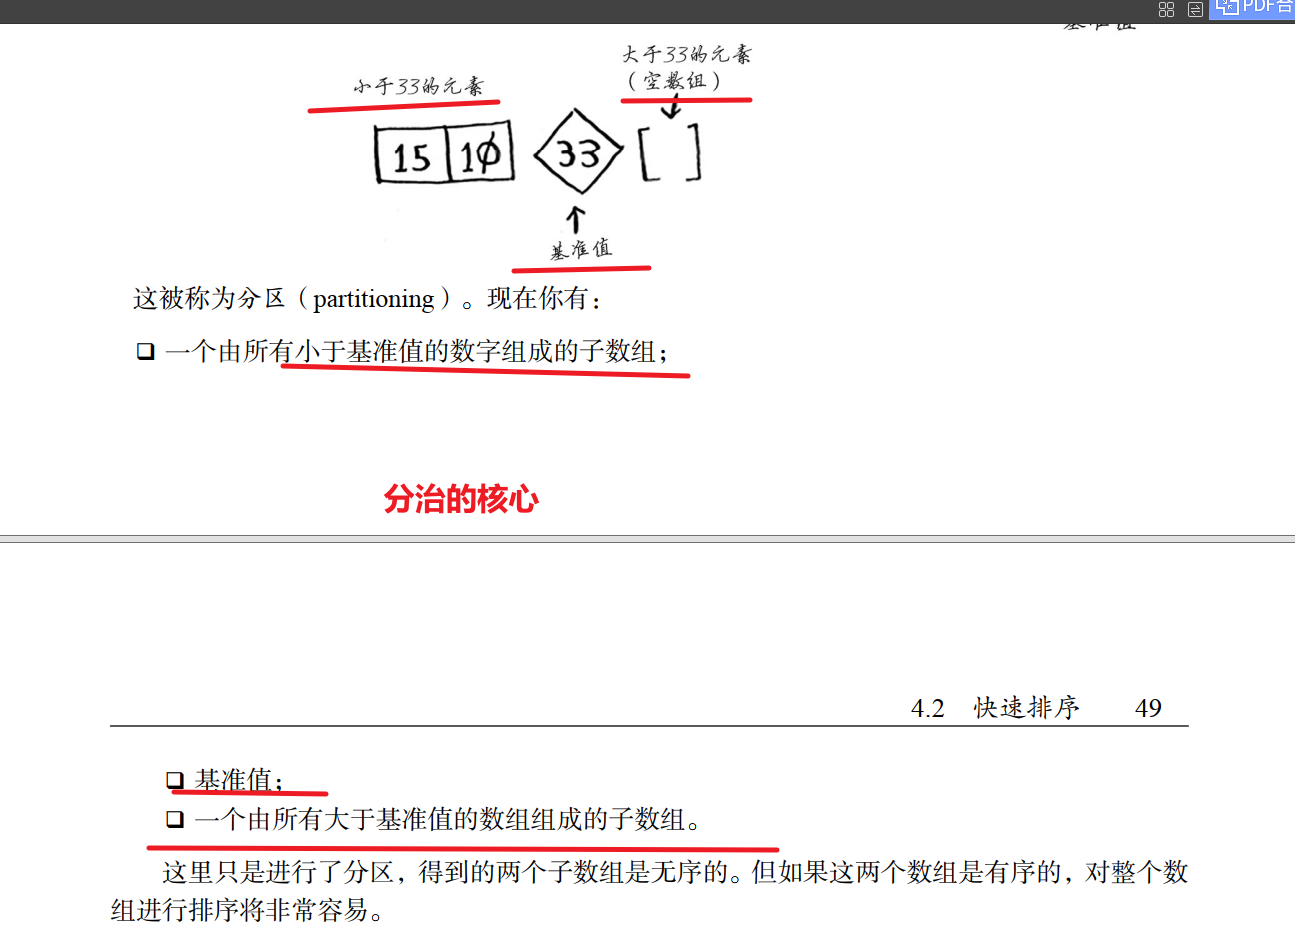 PDF合
基准值
大于33的元素
（空数组）
小于33的元素
15 10 33 [ ]
基准值
这被称为分区（partitioning）。现在你有：
❑ 一个由所有小于基准值的数字组成的子数组；
分治的核心
4.2 快速排序 49
❑ 基准值；
❑ 一个由所有大于基准值的数组组成的子数组。
这里只是进行了分区，得到的两个子数组是无序的。但如果这两个数组是有序的，对整个数
组进行排序将非常容易。